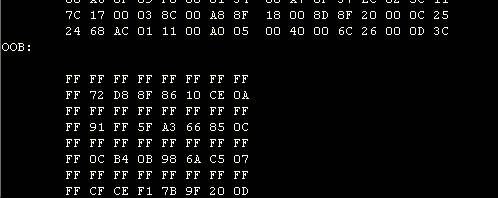 7C 17 00 03 8C 00 A8 8F 18 00 8D 8F 20 00 0C 25
24 68 AC 01 11 00 A0 05 00 40 00 6C 26 00 0D 3C
OOB:
FF FF FF FF FF FF FF FF
FF 72 D8 8F 86 10 CE 0A
FF FF FF FF FF FF FF FF
FF 91 FF 5F A3 66 85 0C
FF FF FF FF FF FF FF FF
FF 0C B4 0B 98 6A C5 07
FF FF FF FF FF FF FF FF
FF CF CE F1 7B 9F 20 0D